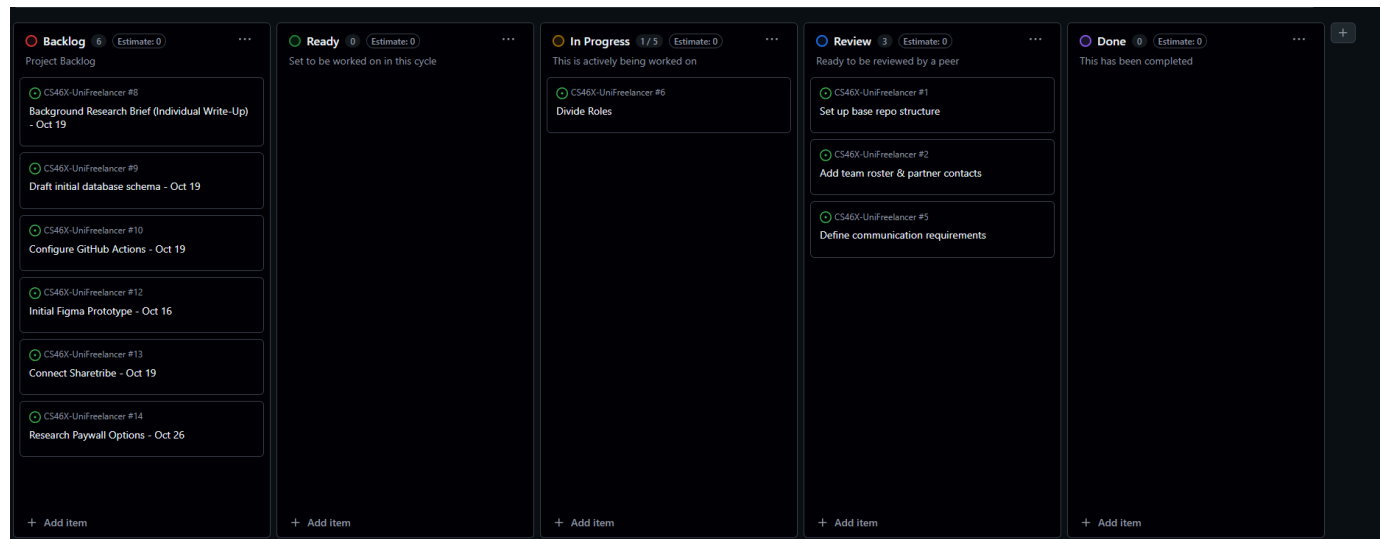 Backlog 6 Estimate: 0 ...
Project Backlog
CS46X-UniFreelancer #8
Background Research Brief (Individual Write-Up)
- Oct 19
CS46X-UniFreelancer #9
Draft initial database schema - Oct 19
CS46X-UniFreelancer #10
Configure GitHub Actions - Oct 19
CS46X-UniFreelancer #12
Initial Figma Prototype - Oct 16
CS46X-UniFreelancer #13
Connect Sharetribe - Oct 19
CS46X-UniFreelancer #14
Research Paywall Options - Oct 26
+ Add item
Ready 0 Estimate: 0 ...
Set to be worked on in this cycle
+ Add item
In Progress 1 / 5 Estimate: 0 ...
This is actively being worked on
CS46X-UniFreelancer #6
Divide Roles
+ Add item
Review 3 Estimate: 0 ...
Ready to be reviewed by a peer
CS46X-UniFreelancer #1
Set up base repo structure
CS46X-UniFreelancer #2
Add team roster & partner contacts
CS46X-UniFreelancer #5
Define communication requirements
+ Add item
Done 0 Estimate: 0 ...
This has been completed
+ Add item
+